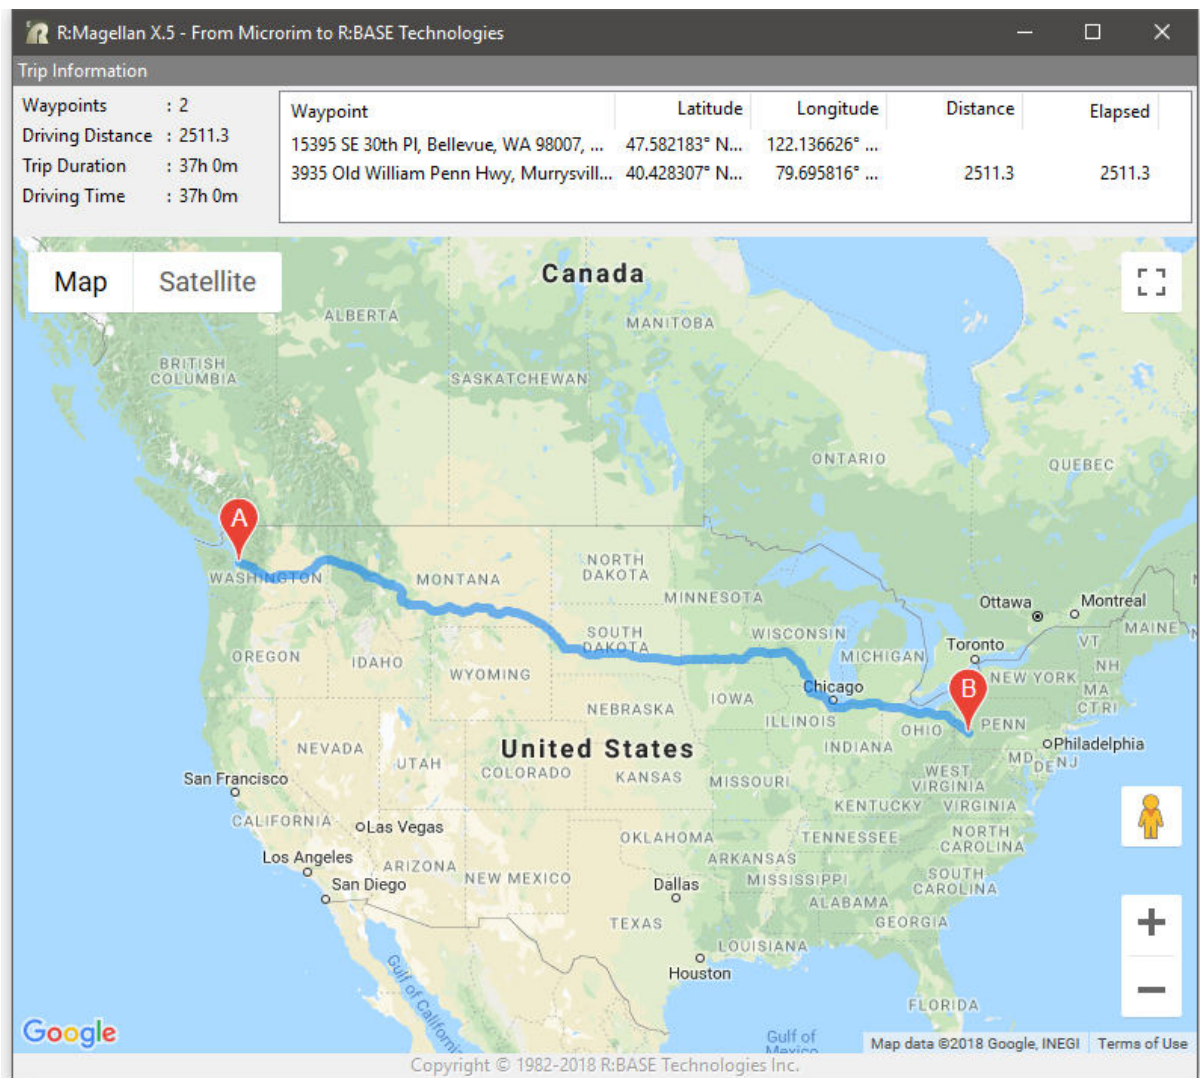 R:Magellan X.5 - From Microrim to R:BASE Technologies
Trip Information
Waypoints : 2
Driving Distance : 2511.3
Trip Duration : 37h 0m
Driving Time : 37h 0m
Waypoint Latitude Longitude Distance Elapsed
15395 SE 30th Pl, Bellevue, WA 98007, ... 47.582183° N... 122.136626° ...
3935 Old William Penn Hwy, Murrysvill... 40.428307° N... 79.695816° ... 2511.3 2511.3
Map Satellite
Canada
ALBERTA
MANITOBA
BRITISH
COLUMBIA
SASKATCHEWAN
ONTARIO
QUEBEC
A
WASHINGTON
MONTANA
NORTH
DAKOTA
MINNESOTA
Ottawa
Montreal
MAINE
VT
NH
SOUTH
DAKOTA
WISCONSIN
MICHIGAN
Toronto
OREGON
IDAHO
WYOMING
NEW YORK
MA
CT RI
B
Chicago
IOWA
NEBRASKA
ILLINOIS
INDIANA
OHIO
PENN
Philadelphia
MD
DE
NJ
NEVADA
UTAH
United States
COLORADO
KANSAS
MISSOURI
WEST
VIRGINIA
KENTUCKY
VIRGINIA
San Francisco
CALIFORNIA
Las Vegas
OKLAHOMA
TENNESSEE
NORTH
CAROLINA
Los Angeles
ARIZONA
NEW MEXICO
ARKANSAS
San Diego
Dallas
MISSISSIPPI
SOUTH
CAROLINA
ALABAMA
TEXAS
GEORGIA
LOUISIANA
Houston
Gulf of
California
FLORIDA
Google
Gulf of
Mexico
Map data ©2018 Google, INEGI Terms of Use
Copyright © 1982-2018 R:BASE Technologies Inc.